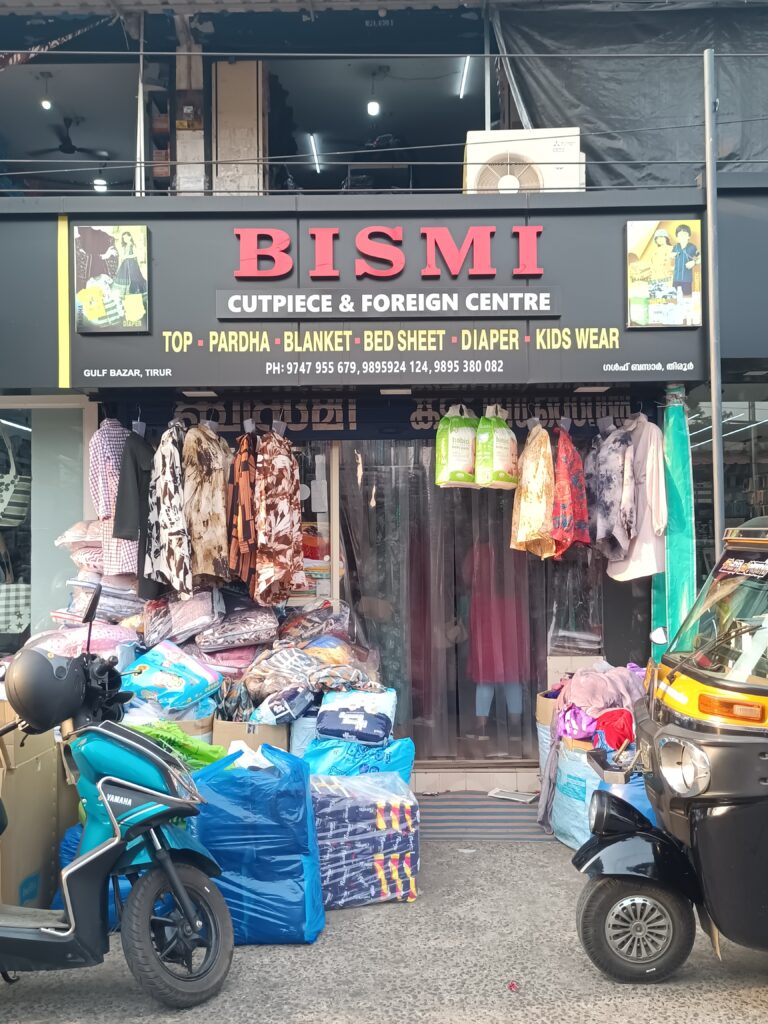 BISMI
CUTPIECE & FOREIGN CENTRE
TOP - PARDHA - BLANKET - BED SHEET - DIAPER - KIDS WEAR
GULF BAZAR, TIRUR
PH: 9747 955 679, 9895924 124, 9895 380 082
ഗൾഫ് ബസാർ, തിരൂർ
DIAPER
ബിസ്മി
YAMAHA